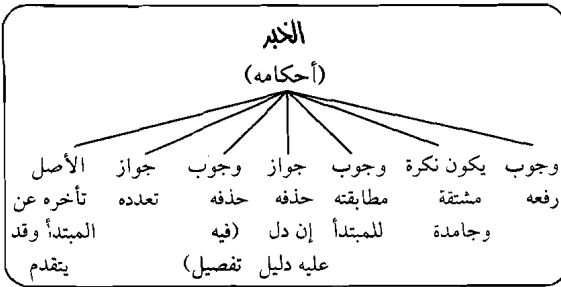 الخبر
(أحكامه)
وجوب يكون نكرة وجوب جواز وجوب جواز الأصل
رفعه مشتقة مطابقته حذفه حذفه تعدده تأخره عن
وجامدة للمبتدأ إن دل (فيه المبتدأ وقد
عليه دليل تفصيل) يتقدم